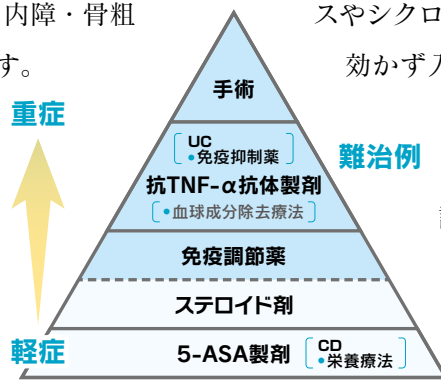 内障・骨粗
す。
スやシクロ
効かず
重症
手術
UC
•免疫抑制薬
抗TNF-α抗体製剤
•血球成分除去療法
難治例
免疫調節薬
ステロイド剤
軽症
5-ASA製剤
CD
•栄養療法